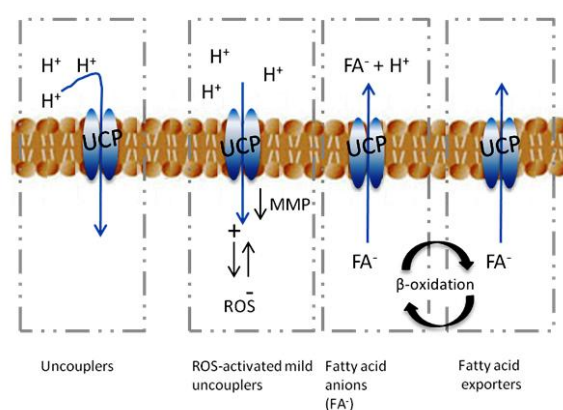 H⁺ H⁺
H⁺
UCP
H⁺
H⁺
H⁺
UCP
↓ MMP
+
-
ROS
FA⁻ + H⁺
UCP
FA⁻
β-oxidation
UCP
FA⁻
Uncouplers
ROS-activated mild
uncouplers
Fatty acid
anions
(FA⁻)
Fatty acid
exporters